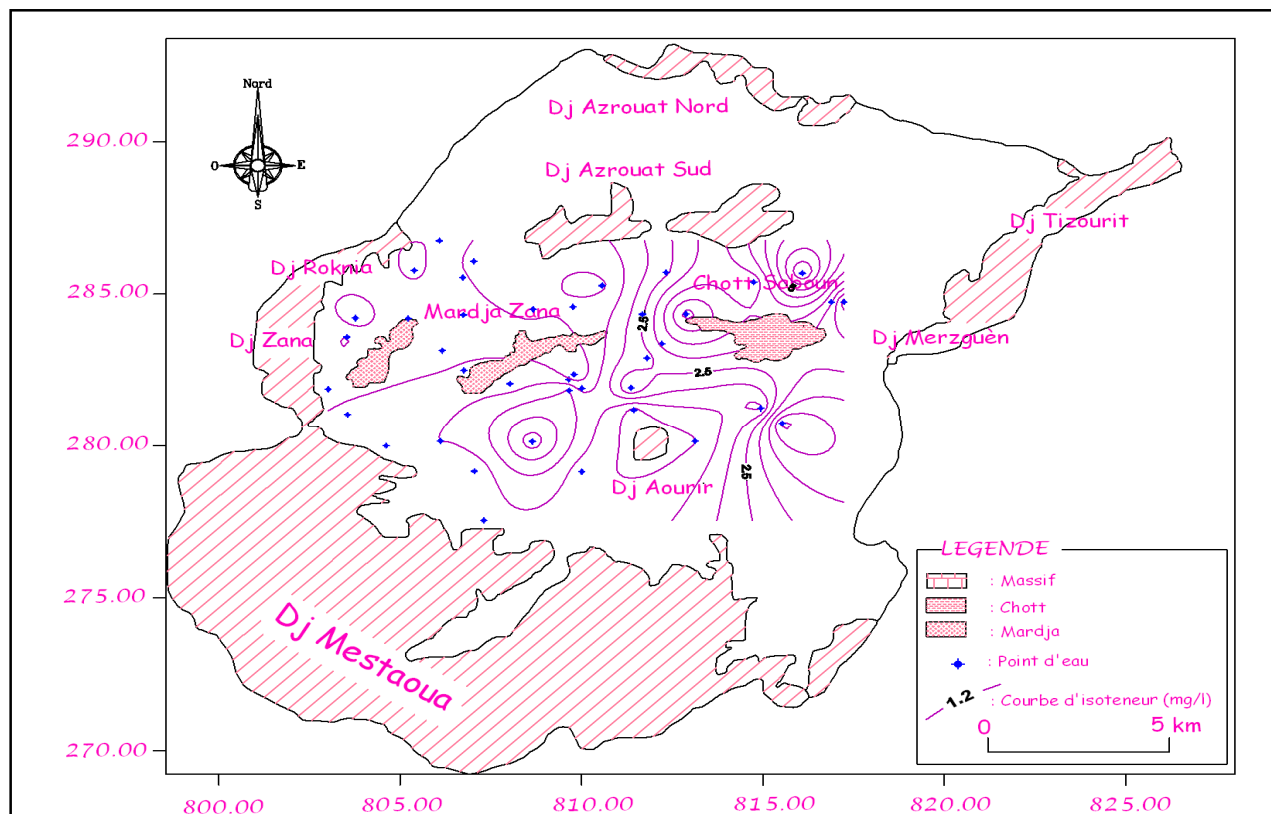 Nord
O E
S
Dj Azrouat Nord
290.00
Dj Azrouat Sud
Dj Tizourit
Dj Roknia
285.00
Chott Saboun
Mardja Zana
2.5
Dj Zana
Dj Merzguèn
2.5
280.00
2.5
Dj Aourir
LEGENDE
: Massif
: Chott
: Mardja
: Point d'eau
1.2 : Courbe d'isoteneur (mg/l)
0 5 km
275.00
Dj Mestaoua
270.00
800.00 805.00 810.00 815.00 820.00 825.00